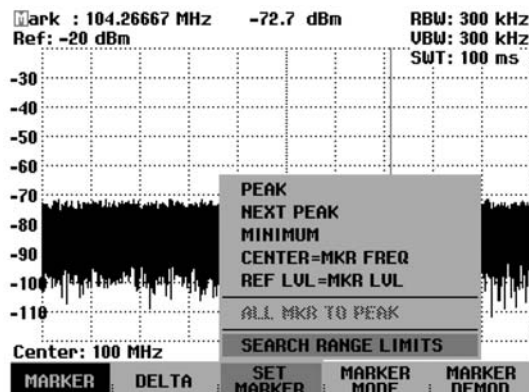 Mark : 104.26667 MHz -72.7 dBm RBW: 300 kHz
Ref: -20 dBm VBW: 300 kHz
SWT: 100 ms
-30
-40
-50
-60
-70
-80
-90
-100
-110
PEAK
NEXT PEAK
MINIMUM
CENTER=MKR FREQ
REF LVL=MKR LVL
ALL MKR TO PEAK
SEARCH RANGE LIMITS
Center: 100 MHz
MARKER DELTA SET MARKER MARKER MODE MARKER DEMOD